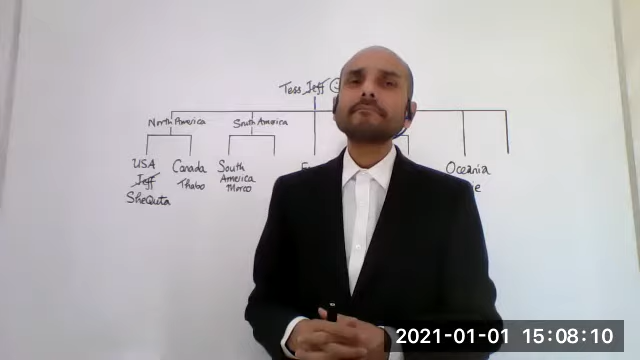 Tess Jeff
North America South America
USA Canada South Oceania
Jeff Thabo America
SheQuta Marco
2021-01-01 15:08:10